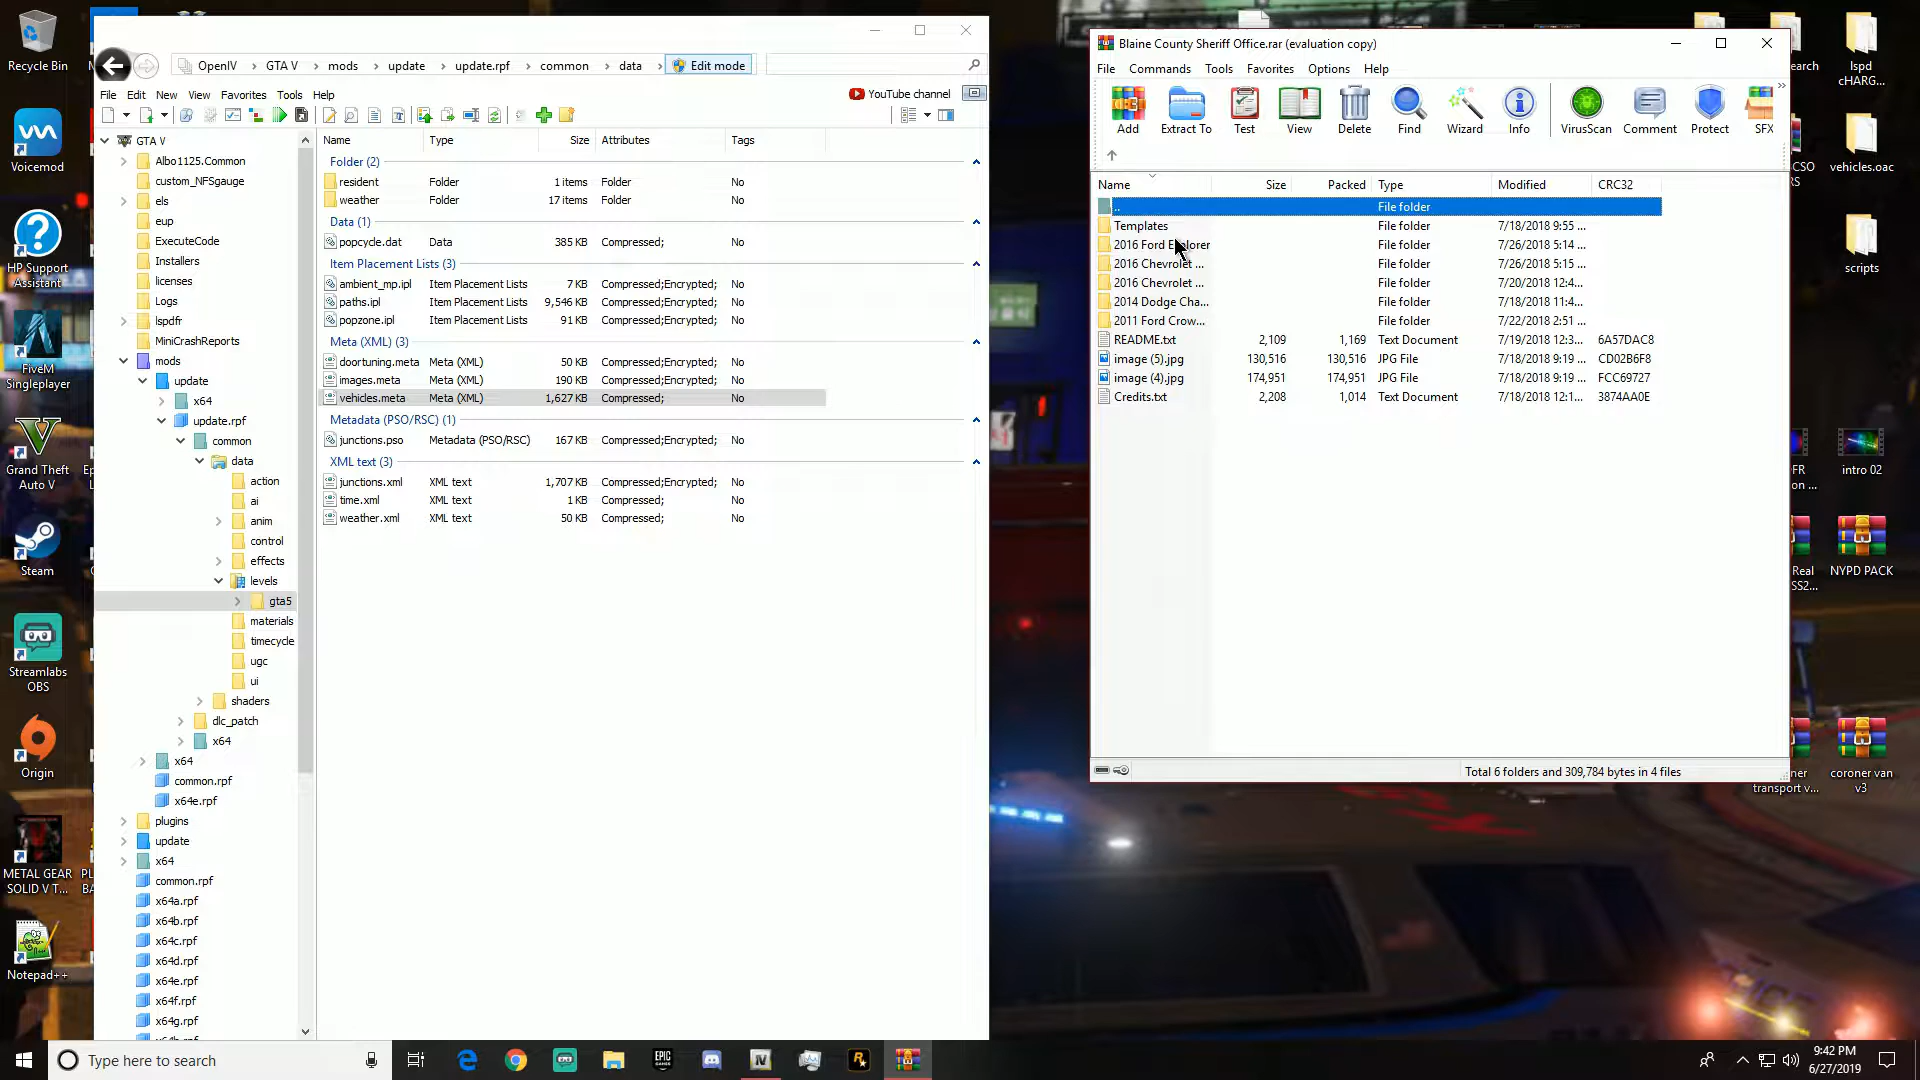 Recycle Bin
Voicemod
HP Support
Assistant
FiveM
Singleplayer
Grand Theft
Auto V
Steam
Streamlabs
OBS
Origin
METAL GEAR
SOLID V T...
Notepad++
OpenIV
GTA V
mods
update
update.rpf
common
data
Edit mode
File
Edit
New
View
Favorites
Tools
Help
YouTube channel
GTA V
Albo1125.Common
custom_NFSgauge
els
eup
ExecuteCode
Installers
licenses
Logs
lspdfr
MiniCrashReports
mods
update
x64
update.rpf
common
data
action
ai
anim
control
effects
levels
gta5
materials
timecycle
ugc
ui
shaders
dlc_patch
x64
x64
common.rpf
x64e.rpf
plugins
update
x64
common.rpf
x64a.rpf
x64b.rpf
x64c.rpf
x64d.rpf
x64e.rpf
x64f.rpf
x64g.rpf
Name Type Size Attributes Tags
Folder (2)
resident Folder 1 items Folder No
weather Folder 17 items Folder No
Data (1)
popcycle.dat Data 385 KB Compressed; No
Item Placement Lists (3)
ambient_mp.ipl Item Placement Lists 7 KB Compressed;Encrypted; No
paths.ipl Item Placement Lists 9,546 KB Compressed;Encrypted; No
popzone.ipl Item Placement Lists 91 KB Compressed;Encrypted; No
Meta (XML) (3)
doortuning.meta Meta (XML) 50 KB Compressed;Encrypted; No
images.meta Meta (XML) 190 KB Compressed;Encrypted; No
vehicles.meta Meta (XML) 1,627 KB Compressed; No
Metadata (PSO/RSC) (1)
junctions.pso Metadata (PSO/RSC) 167 KB Compressed;Encrypted; No
XML text (3)
junctions.xml XML text 1,707 KB Compressed;Encrypted; No
time.xml XML text 1 KB Compressed; No
weather.xml XML text 50 KB Compressed; No
Blaine County Sheriff Office.rar (evaluation copy)
File Commands Tools Favorites Options Help
Add Extract To Test View Delete Find Wizard Info VirusScan Comment Protect SFX
Name Size Packed Type Modified CRC32
.. File folder
Templates File folder 7/18/2018 9:55 ...
2016 Ford Explorer File folder 7/26/2018 5:14 ...
2016 Chevrolet ... File folder 7/26/2018 5:15 ...
2016 Chevrolet ... File folder 7/20/2018 12:4...
2014 Dodge Cha... File folder 7/18/2018 11:4...
2011 Ford Crow... File folder 7/22/2018 2:51 ...
README.txt 2,109 1,169 Text Document 7/19/2018 12:3... 6A57DAC8
image (5).jpg 130,516 130,516 JPG File 7/18/2018 9:19 ... CD02B6F8
image (4).jpg 174,951 174,951 JPG File 7/18/2018 9:19 ... FCC69727
Credits.txt 2,208 1,014 Text Document 7/18/2018 12:1... 3874AA0E
Total 6 folders and 309,784 bytes in 4 files
lspd
cHARG...
vehicles.oac
scripts
intro 02
NYPD PACK
transport v...
coroner van
v3
Type here to search
9:42 PM
6/27/2019